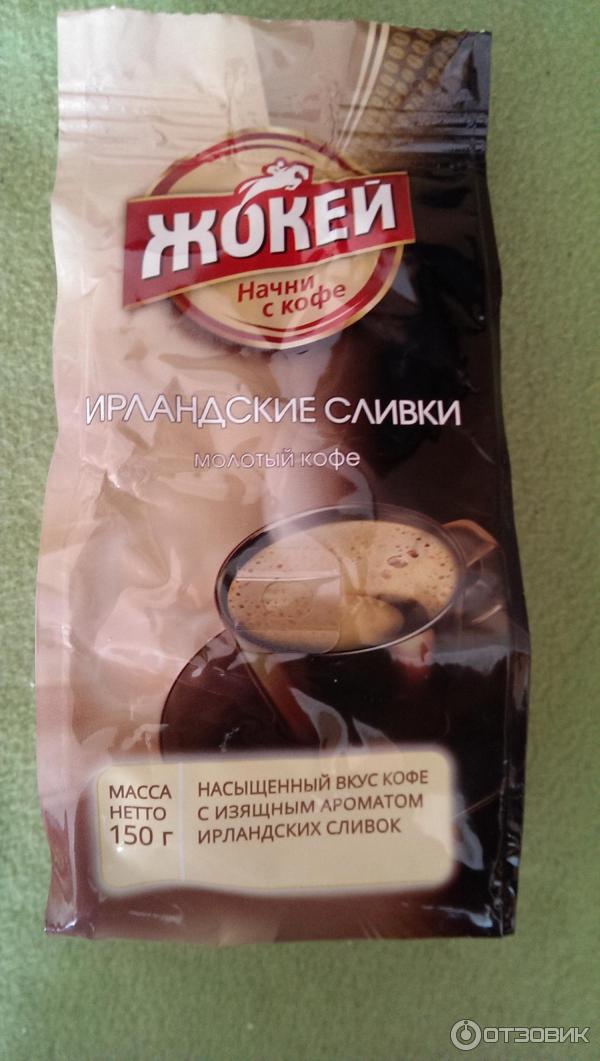 ЖОКЕЙ
Начни
с кофе
ИРЛАНДСКИЕ СЛИВКИ
МОЛОТЫЙ КОФЕ
МАССА
НЕТТО
150 г
НАСЫЩЕННЫЙ ВКУС КОФЕ
С ИЗЯЩНЫМ АРОМАТОМ
ИРЛАНДСКИХ СЛИВОК
ОТЗОВИК